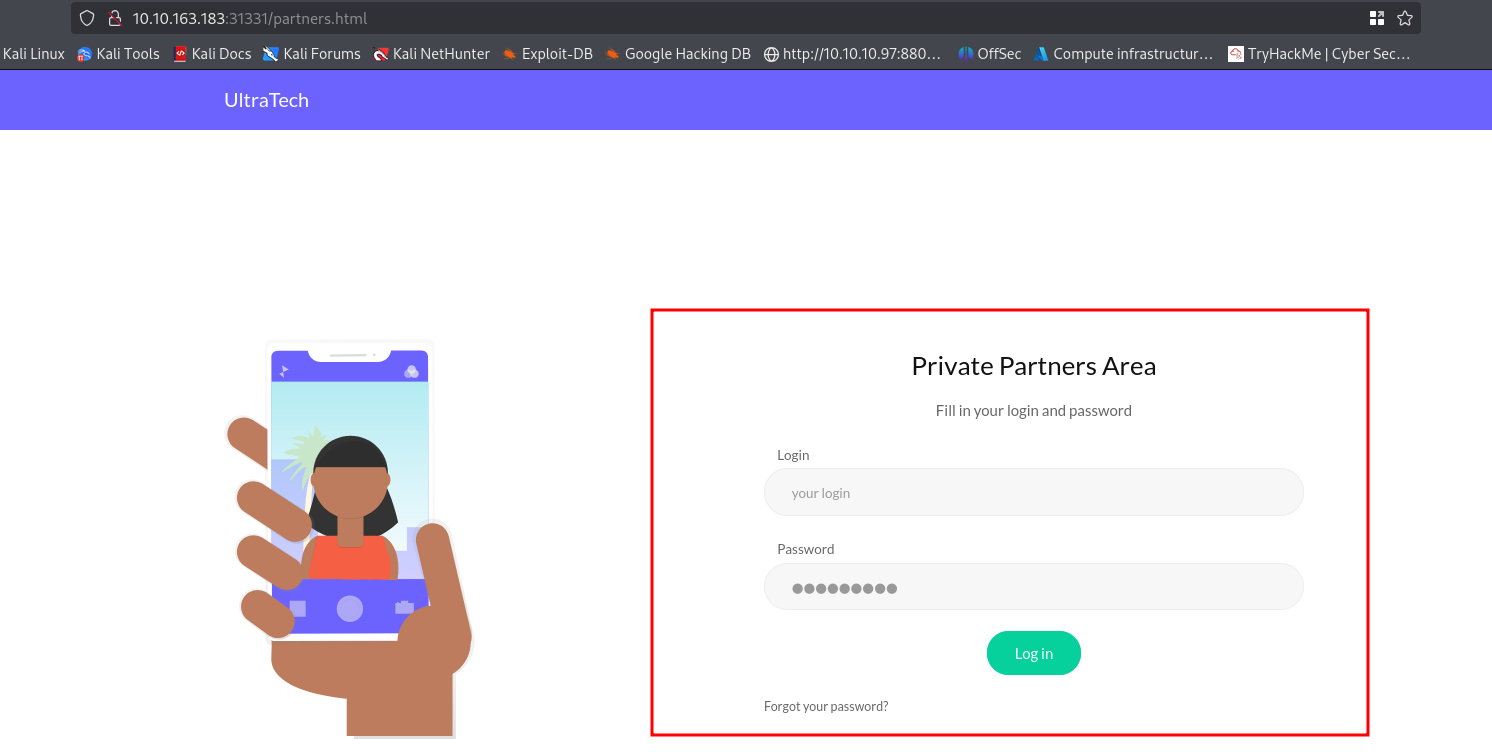 10.10.163.183:31331/partners.html
Kali Linux Kali Tools Kali Docs Kali Forums Kali NetHunter Exploit-DB Google Hacking DB http://10.10.10.97:880… OffSec Compute infrastructur… TryHackMe | Cyber Sec…
UltraTech
Private Partners Area
Fill in your login and password
Login
your login
Password
●●●●●●●●●
Log in
Forgot your password?